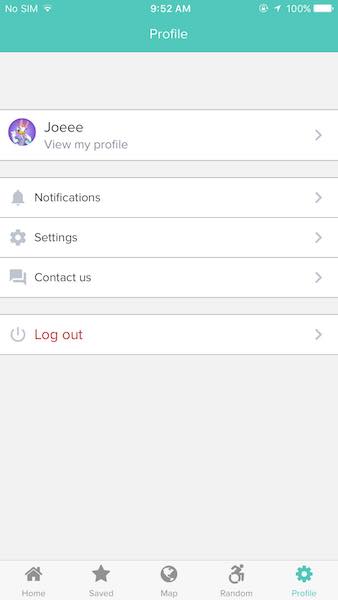 No SIM 9:52 AM 100%
Profile
Joeee
View my profile
Notifications
Settings
Contact us
Log out
Home Saved Map Random Profile